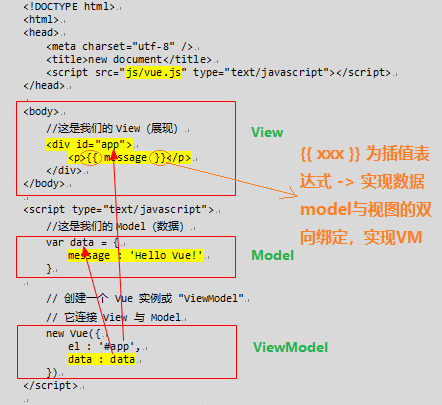 <!DOCTYPE html>
<html>
<head>
<meta charset="utf-8" />
<title>new document</title>
<script src="js/vue.js" type="text/javascript"></script>
</head>
<body>
//这是我们的 View（展现）
View
<div id="app">
<p>{{ message }}</p>
</div>
</body>
{{ xxx }} 为插值表
达式 -> 实现数据
model与视图的双
向绑定，实现VM
<script type="text/javascript">
//这是我们的 Model（数据）
var data = {
message : 'Hello Vue!'
}
Model
// 创建一个 Vue 实例或 "ViewModel"
// 它连接 View 与 Model
new Vue({
el : '#app',
data : data
})
ViewModel
</script>